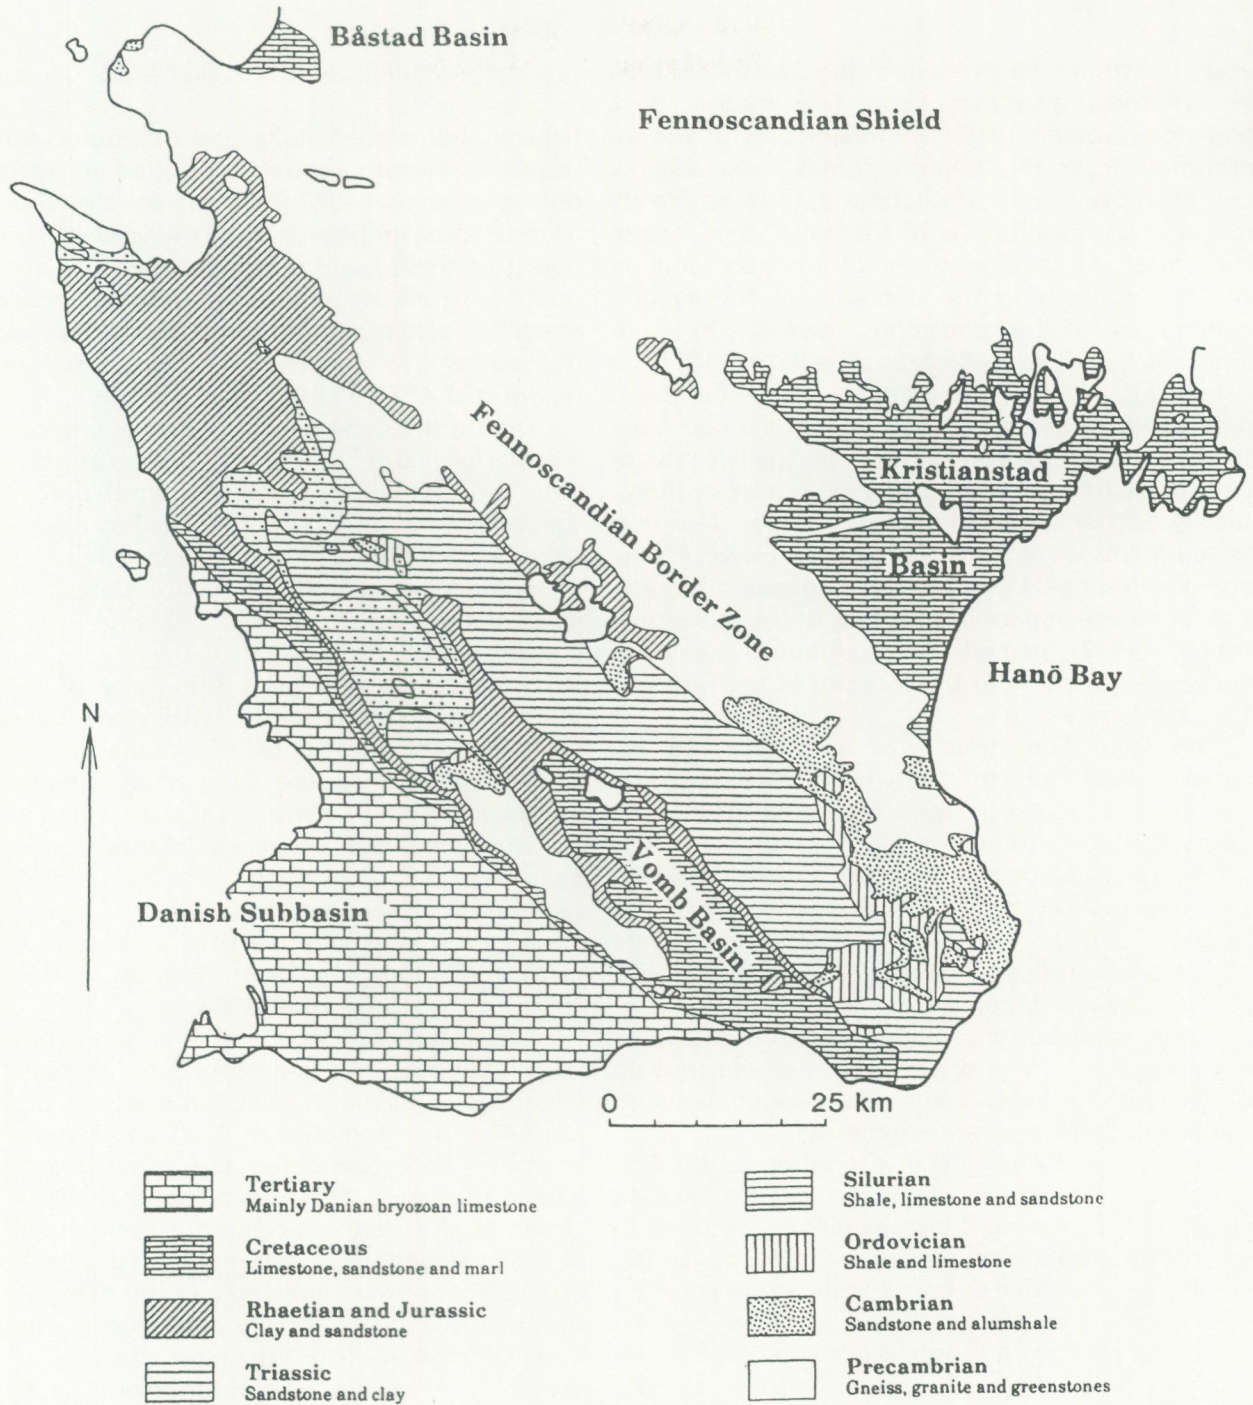 Båstad Basin
Fennoscandian Shield
Fennoscandian Border Zone
Kristianstad
Basin
Hanö Bay
N
Vomb Basin
Danish Subbasin
0 25 km
Tertiary
Mainly Danian bryozoan limestone
Cretaceous
Limestone, sandstone and marl
Rhaetian and Jurassic
Clay and sandstone
Triassic
Sandstone and clay
Silurian
Shale, limestone and sandstone
Ordovician
Shale and limestone
Cambrian
Sandstone and alumshale
Precambrian
Gneiss, granite and greenstones